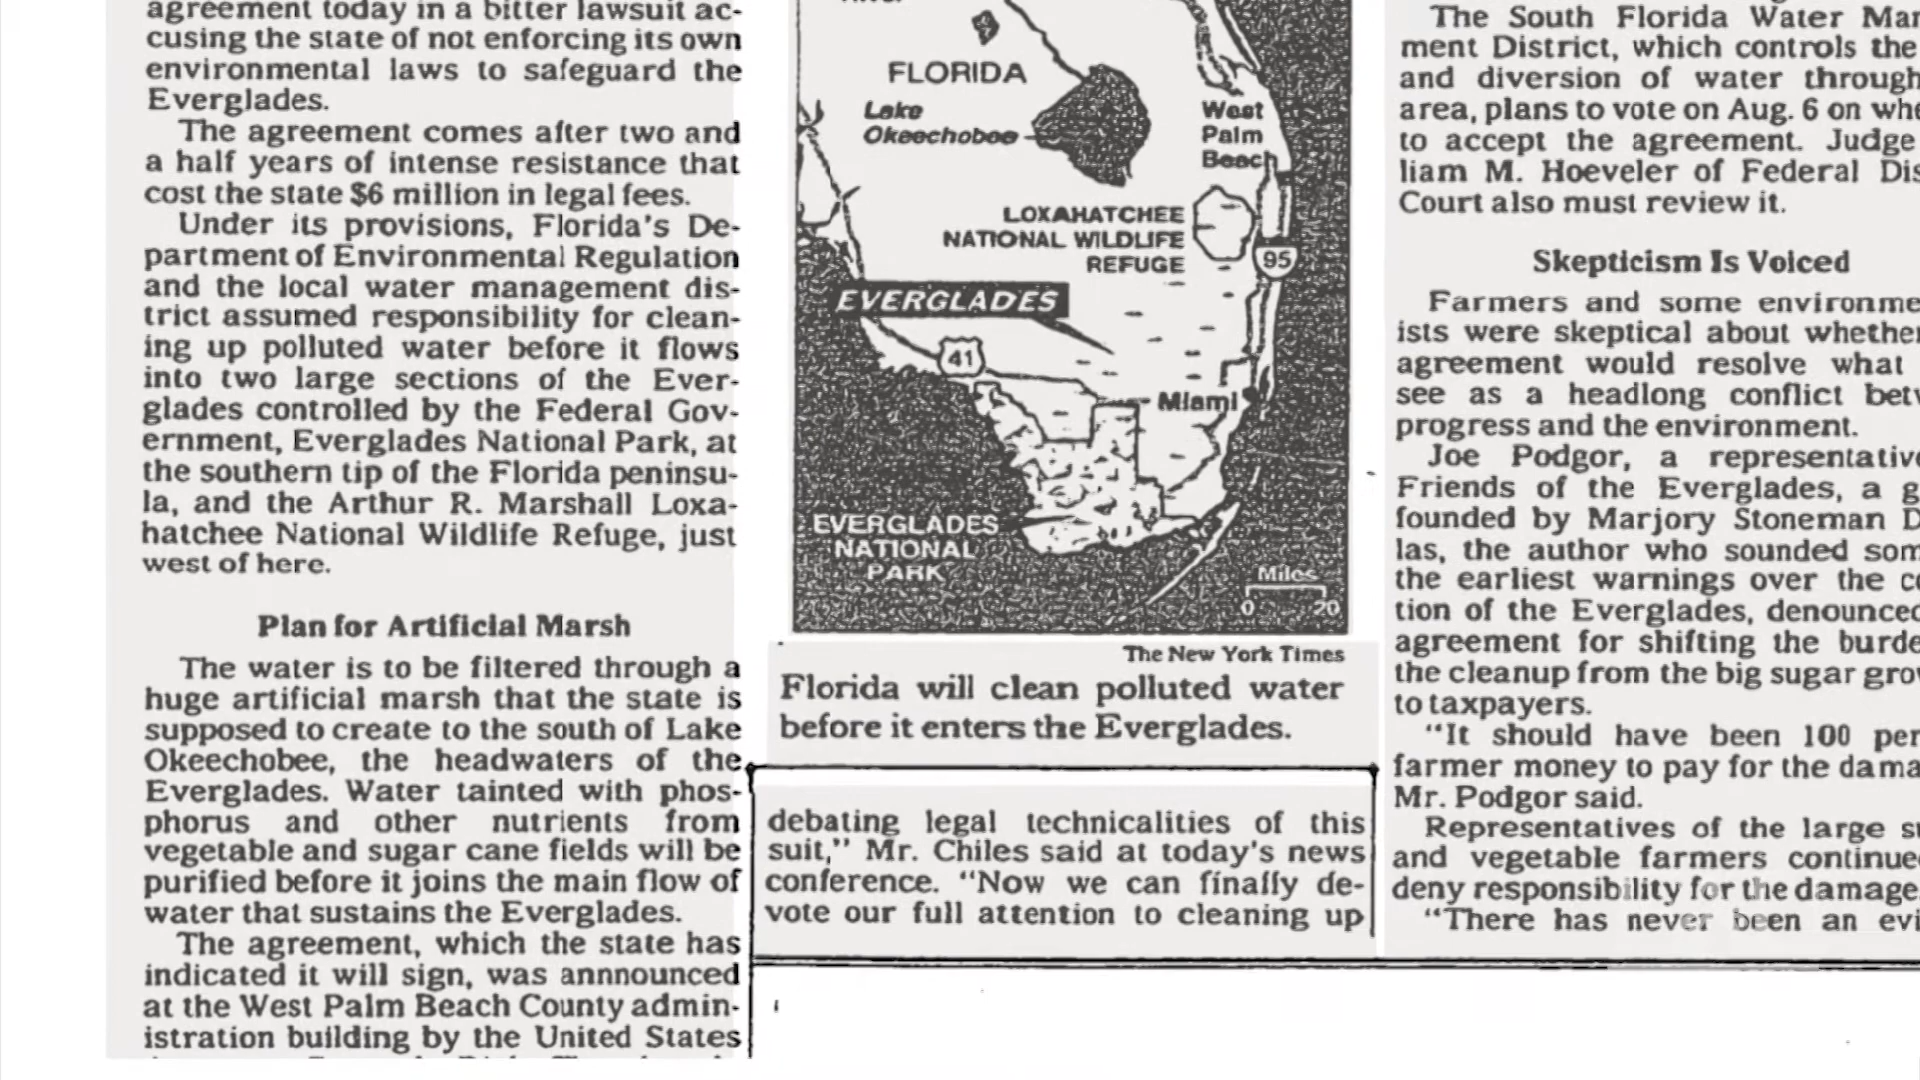 agreement today in a bitter lawsuit ac-
cusing the state of not enforcing its own
environmental laws to safeguard the
Everglades.
The agreement comes after two and
a half years of intense resistance that
cost the state $6 million in legal fees.
Under its provisions, Florida's De-
partment of Environmental Regulation
and the local water management dis-
trict assumed responsibility for clean-
ing up polluted water before it flows
into two large sections of the Ever-
glades controlled by the Federal Gov-
ernment, Everglades National Park, at
the southern tip of the Florida peninsu-
la, and the Arthur R. Marshall Loxa-
hatchee National Wildlife Refuge, just
west of here.
Plan for Artificial Marsh
The water is to be filtered through a
huge artificial marsh that the state is
supposed to create to the south of Lake
Okeechobee, the headwaters of the
Everglades. Water tainted with phos-
phorus and other nutrients from
vegetable and sugar cane fields will be
purified before it joins the main flow of
water that sustains the Everglades.
The agreement, which the state has
indicated it will sign, was annnounced
at the West Palm Beach County admin-
istration building by the United States
FLORIDA
Lake
Okeechobee
West
Palm
Beach
LOXAHATCHEE
NATIONAL WILDLIFE
REFUGE
95
EVERGLADES
41
Miami
EVERGLADES
NATIONAL
PARK
Miles
0 20
The New York Times
Florida will clean polluted water
before it enters the Everglades.
debating legal technicalities of this
suit," Mr. Chiles said at today's news
conference. "Now we can finally de-
vote our full attention to cleaning up
The South Florida Water Man
ment District, which controls the
and diversion of water through
area, plans to vote on Aug. 6 on whe
to accept the agreement. Judge
liam M. Hoeveler of Federal Dis
Court also must review it.
Skepticism Is Voiced
Farmers and some environme
ists were skeptical about whether
agreement would resolve what
see as a headlong conflict betw
progress and the environment.
Joe Podgor, a representative
Friends of the Everglades, a g
founded by Marjory Stoneman D
las, the author who sounded som
the earliest warnings over the co
tion of the Everglades, denounced
agreement for shifting the burde
the cleanup from the big sugar grow
to taxpayers.
"It should have been 100 per
farmer money to pay for the dama
Mr. Podgor said.
Representatives of the large su
and vegetable farmers continued
deny responsibility for the damage
"There has never been an evi